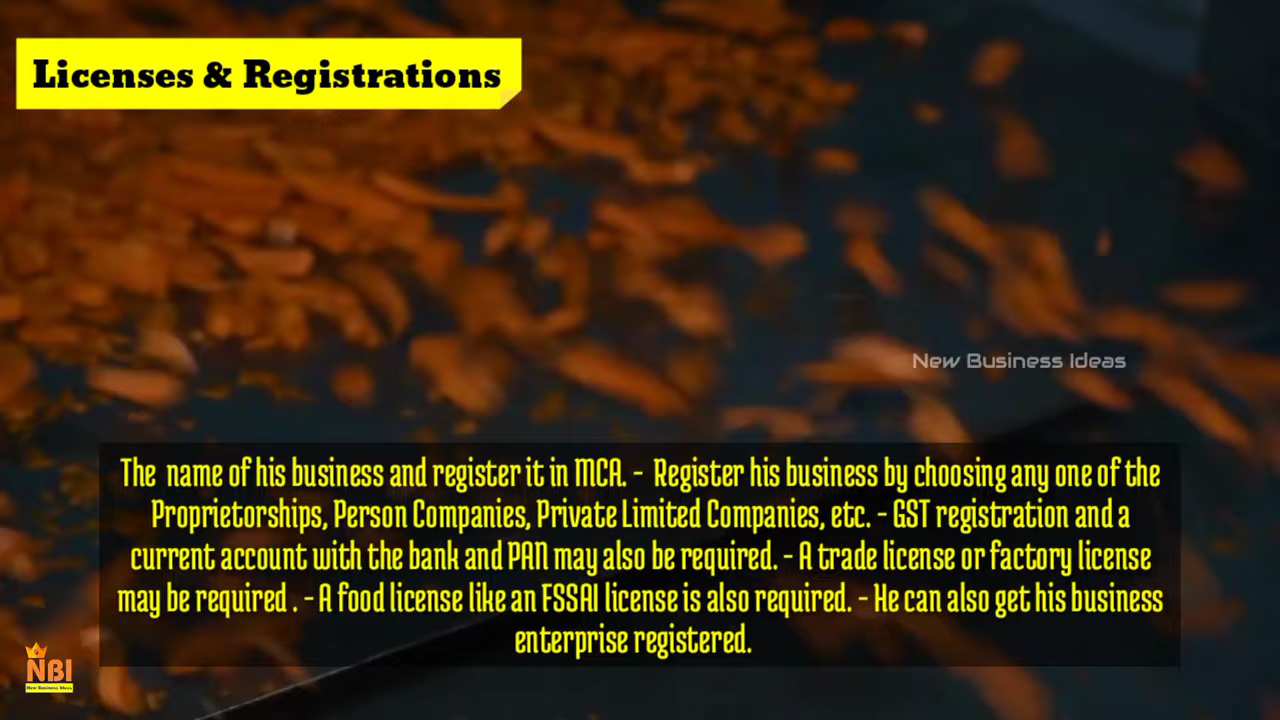 Licenses & Registrations
New Business Ideas
The name of his business and register it in MCA. - Register his business by choosing any one of the
Proprietorships, Person Companies, Private Limited Companies, etc. - GST registration and a
current account with the bank and PAN may also be required. - A trade license or factory license
may be required . - A food license like an FSSAI license is also required. - He can also get his business
enterprise registered.
NBI
New Business Ideas